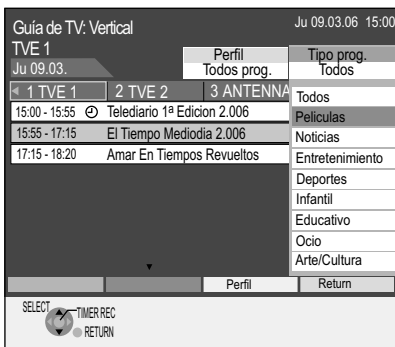 Guía de TV: Vertical
Ju 09.03.06 15:00
TVE 1
Ju 09.03.
Perfil
Todos prog.
Tipo prog.
Todos
1 TVE 1
2 TVE 2
3 ANTENNA
15:00 - 15:55 Telediario 1ª Edicion 2.006
15:55 - 17:15 El Tiempo Mediodia 2.006
17:15 - 18:20 Amar En Tiempos Revueltos
Todos
Peliculas
Noticias
Entretenimiento
Deportes
Infantil
Educativo
Ocio
Arte/Cultura
Perfil
Return
SELECT
TIMER REC
RETURN